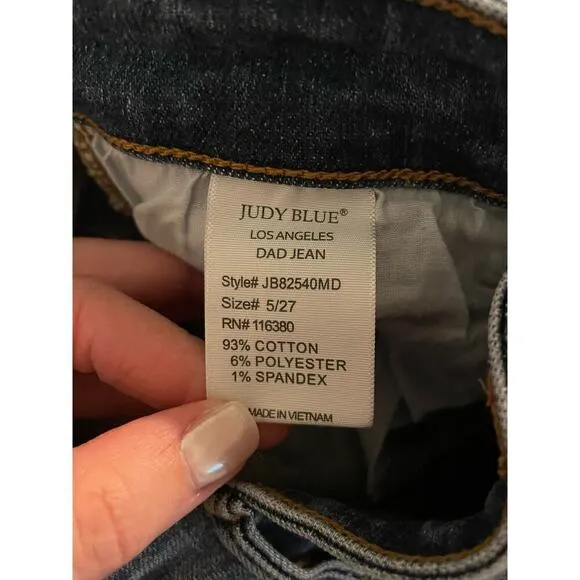 JUDY BLUE®
LOS ANGELES
DAD JEAN
Style# JB82540MD
Size# 5/27
RN# 116380
93% COTTON
6% POLYESTER
1% SPANDEX
MADE IN VIETNAM